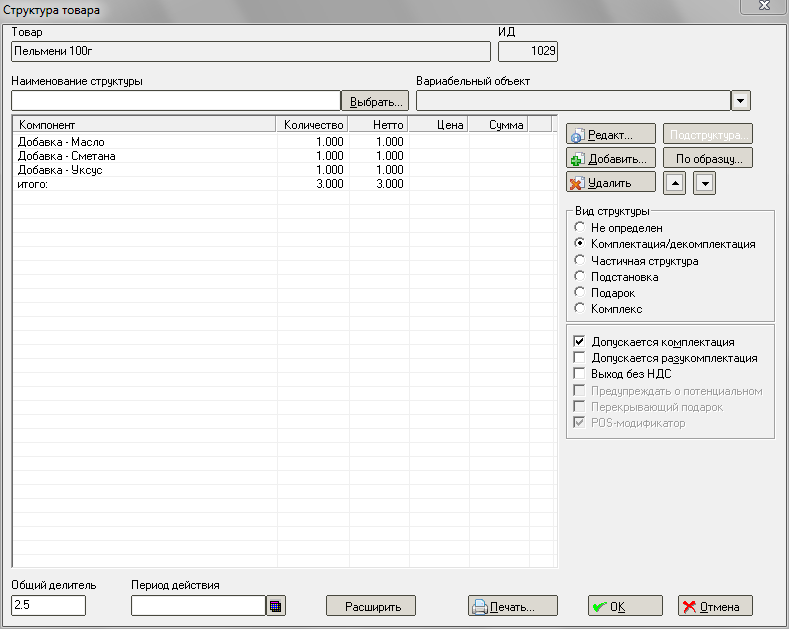 Структура товара
Товар
ИД
Пельмени 100г
1029
Наименование структуры
Вариабельный объект
Выбрать...
Компонент Количество Нетто Цена Сумма
Добавка - Масло 1.000 1.000
Добавка - Сметана 1.000 1.000
Добавка - Уксус 1.000 1.000
итого: 3.000 3.000
Редакт... Подструктура...
Добавить... По образцу...
Удалить
Вид структуры
Не определен
Комплектация/декомплектация
Частичная структура
Подстановка
Подарок
Комплекс
Допускается комплектация
Допускается разукомплектация
Выход без НДС
Предупреждать о потенциальном
Перекрывающий подарок
POS-модификатор
Общий делитель
Период действия
2.5
Расширить
Печать...
OK
Отмена